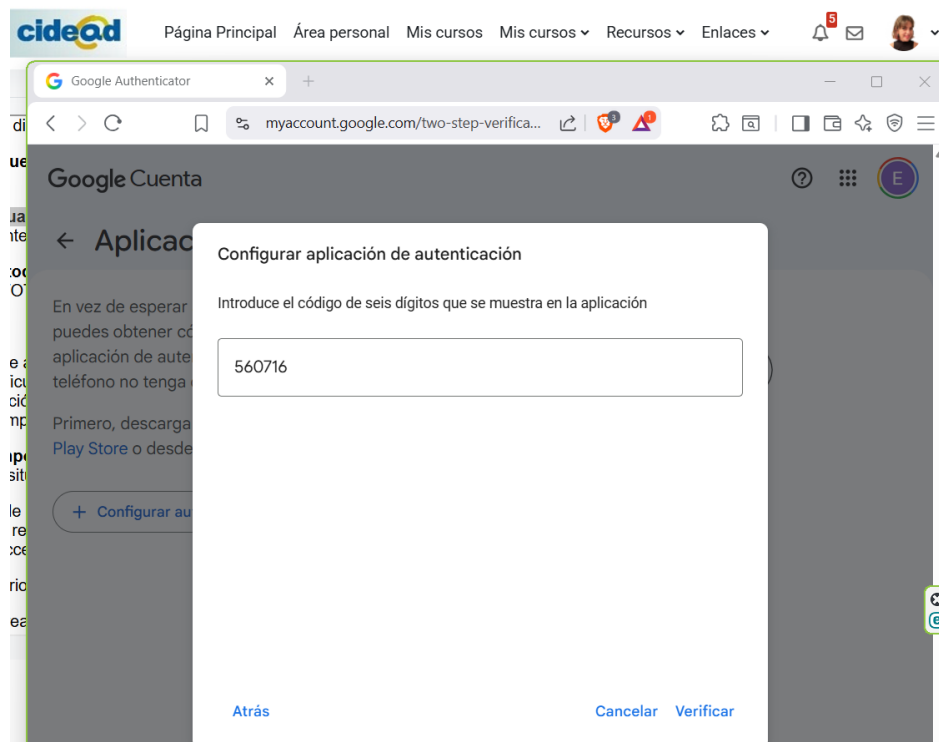 cidead
Página Principal Área personal Mis cursos Mis cursos Recursos Enlaces 5
Google Authenticator
myaccount.google.com/two-step-verifica... 3 1
Google Cuenta E
Aplicac
Configurar aplicación de autenticación
Introduce el código de seis dígitos que se muestra en la aplicación
560716
En vez de esperar
puedes obtener có
aplicación de aute
teléfono no tenga
Primero, descarga
Play Store o desde
+ Configurar au
Atrás Cancelar Verificar